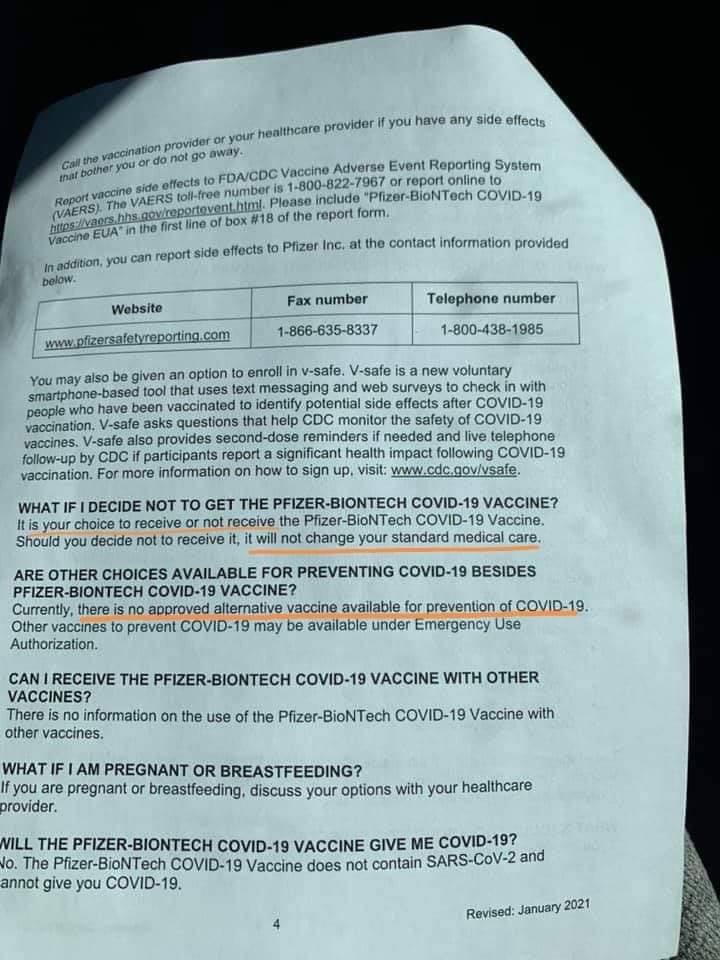 Call the vaccination provider or your healthcare provider if you have any side effects
that bother you or do not go away.
Report vaccine side effects to FDA/CDC Vaccine Adverse Event Reporting System
(VAERS). The VAERS toll-free number is 1-800-822-7967 or report online to
https://vaers.hhs.gov/reportevent.html. Please include "Pfizer-BioNTech COVID-19
Vaccine EUA" in the first line of box #18 of the report form.
In addition, you can report side effects to Pfizer Inc. at the contact information provided
below.
Website Fax number Telephone number
www.pfizersafetyreporting.com 1-866-635-8337 1-800-438-1985
You may also be given an option to enroll in v-safe. V-safe is a new voluntary
smartphone-based tool that uses text messaging and web surveys to check in with
people who have been vaccinated to identify potential side effects after COVID-19
vaccination. V-safe asks questions that help CDC monitor the safety of COVID-19
vaccines. V-safe also provides second-dose reminders if needed and live telephone
follow-up by CDC if participants report a significant health impact following COVID-19
vaccination. For more information on how to sign up, visit: www.cdc.gov/vsafe.
WHAT IF I DECIDE NOT TO GET THE PFIZER-BIONTECH COVID-19 VACCINE?
It is your choice to receive or not receive the Pfizer-BioNTech COVID-19 Vaccine.
Should you decide not to receive it, it will not change your standard medical care.
ARE OTHER CHOICES AVAILABLE FOR PREVENTING COVID-19 BESIDES
PFIZER-BIONTECH COVID-19 VACCINE?
Currently, there is no approved alternative vaccine available for prevention of COVID-19.
Other vaccines to prevent COVID-19 may be available under Emergency Use
Authorization.
CAN I RECEIVE THE PFIZER-BIONTECH COVID-19 VACCINE WITH OTHER
VACCINES?
There is no information on the use of the Pfizer-BioNTech COVID-19 Vaccine with
other vaccines.
WHAT IF I AM PREGNANT OR BREASTFEEDING?
If you are pregnant or breastfeeding, discuss your options with your healthcare
provider.
WILL THE PFIZER-BIONTECH COVID-19 VACCINE GIVE ME COVID-19?
No. The Pfizer-BioNTech COVID-19 Vaccine does not contain SARS-CoV-2 and
annot give you COVID-19.
4 Revised: January 2021